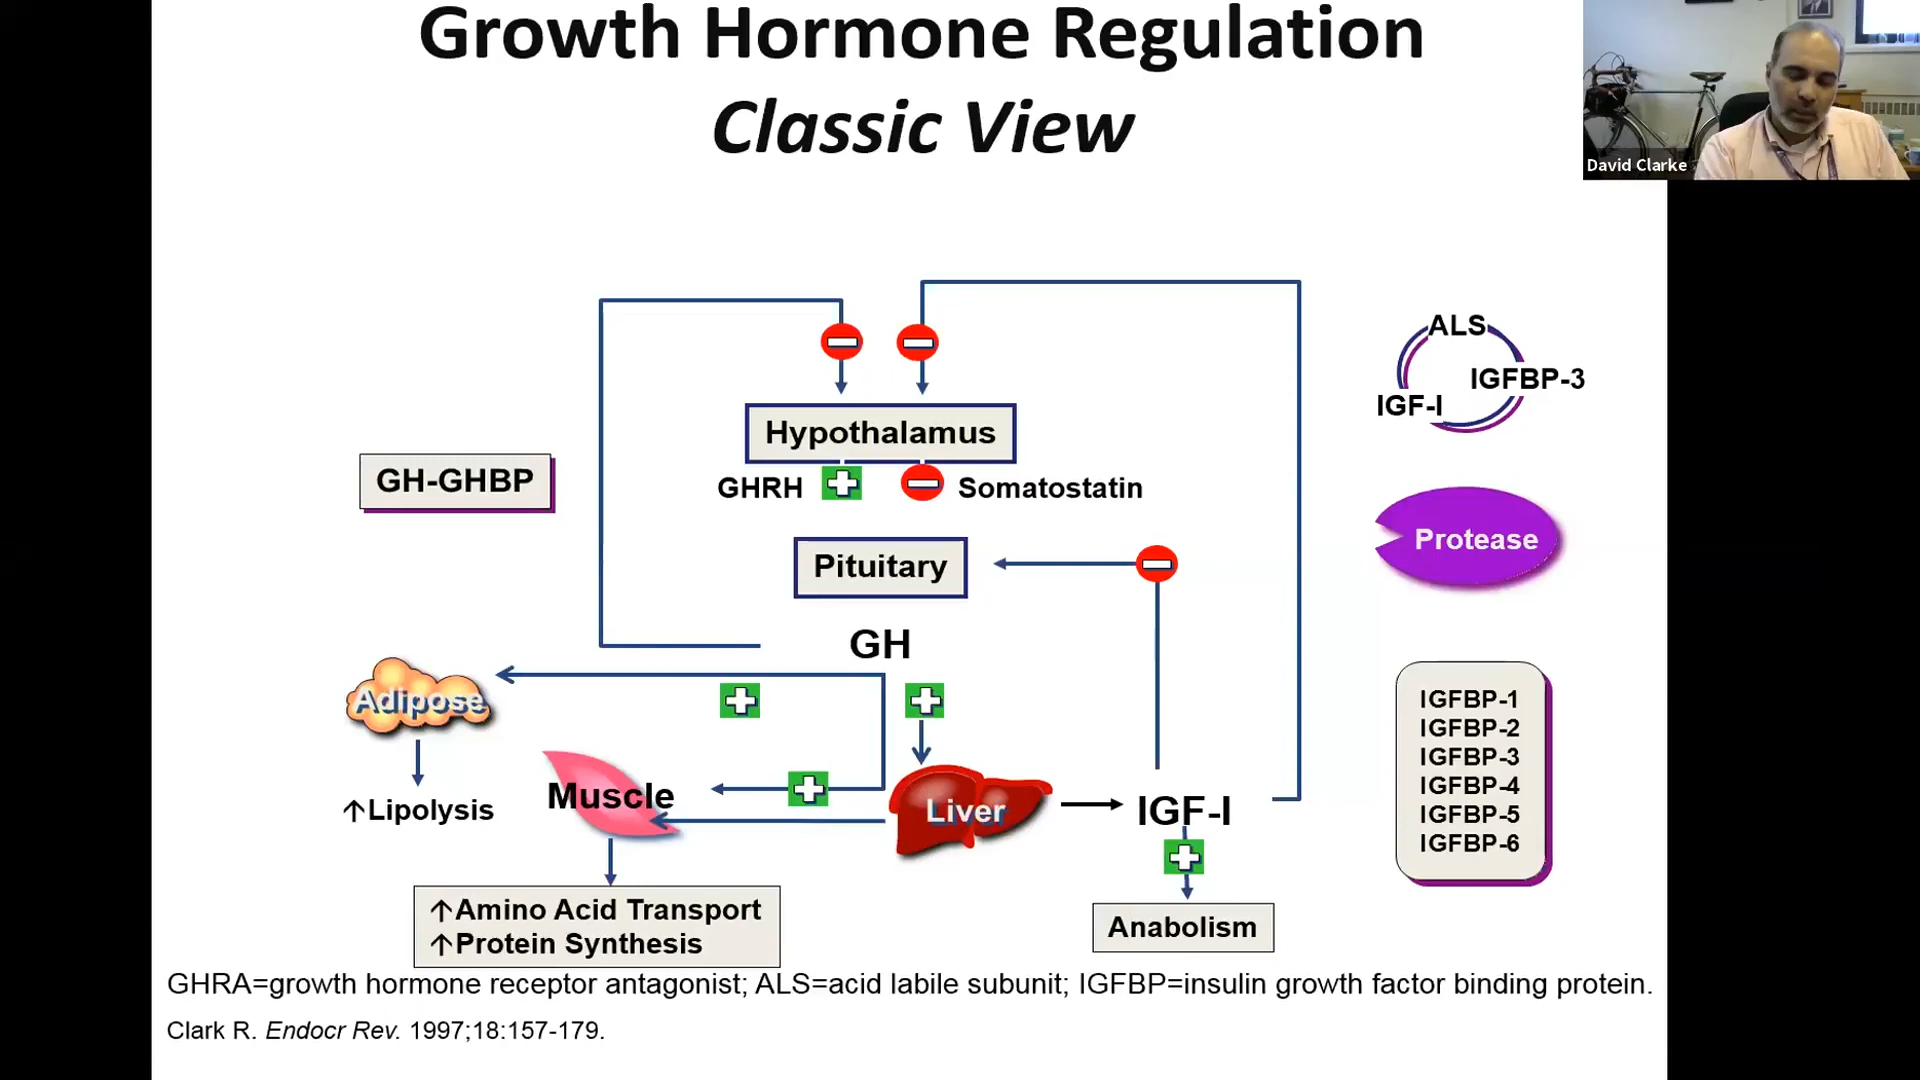 Growth Hormone Regulation
Classic View
David Clarke
ALS
IGFBP-3
IGF-I
Hypothalamus
GH-GHBP
GHRH
Somatostatin
Protease
Pituitary
GH
Adipose
IGFBP-1
IGFBP-2
IGFBP-3
IGFBP-4
IGFBP-5
IGFBP-6
↑Lipolysis
Muscle
Liver
IGF-I
↑Amino Acid Transport
↑Protein Synthesis
Anabolism
GHRA=growth hormone receptor antagonist; ALS=acid labile subunit; IGFBP=insulin growth factor binding protein.
Clark R. Endocr Rev. 1997;18:157-179.